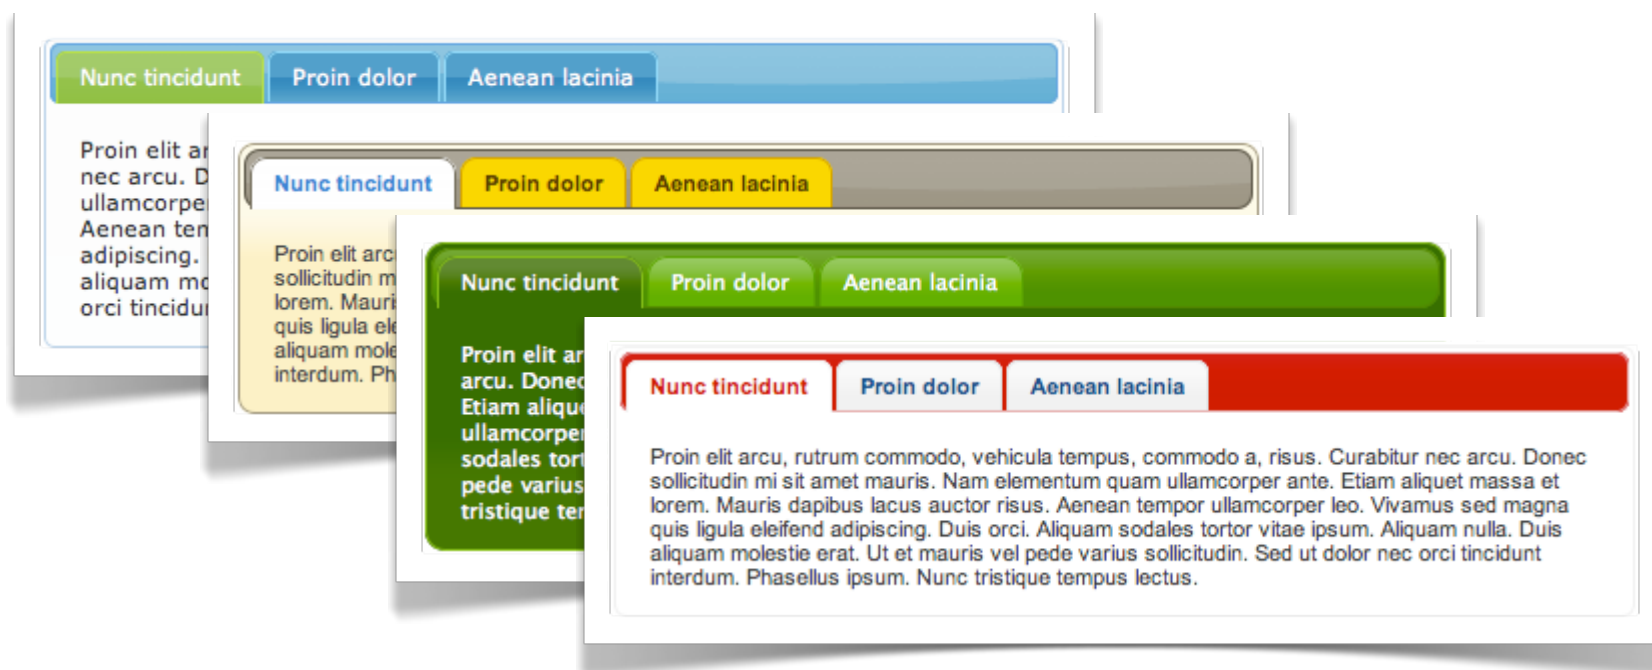 Nunc tincidunt Proin dolor Aenean lacinia
Proin elit ar
nec arcu. D
ullamcorpe
Aenean
adipiscing.
aliquam mo
orci tincidu
Nunc tincidunt Proin dolor Aenean lacinia
Proin elit arc
sollicitudin m
lorem. Mauri
quis ligula ele
aliquam mole
interdum. Ph
Nunc tincidunt Proin dolor Aenean lacinia
Proin elit ar
arcu. Donec
Etiam alique
ullamcorper
sodales tort
pede varius
tristique
Nunc tincidunt Proin dolor Aenean lacinia
Proin elit arcu, rutrum commodo, vehicula tempus, commodo a, risus. Curabitur nec arcu. Donec
sollicitudin mi sit amet mauris. Nam elementum quam ullamcorper ante. Etiam aliquet massa et
lorem. Mauris dapibus lacus auctor risus. Aenean tempor ullamcorper leo. Vivamus sed magna
quis ligula eleifend adipiscing. Duis orci. Aliquam sodales tortor vitae ipsum. Aliquam nulla. Duis
aliquam molestie erat. Ut et mauris vel pede varius sollicitudin. Sed ut dolor nec orci tincidunt
interdum. Phasellus ipsum. Nunc tristique tempus lectus.